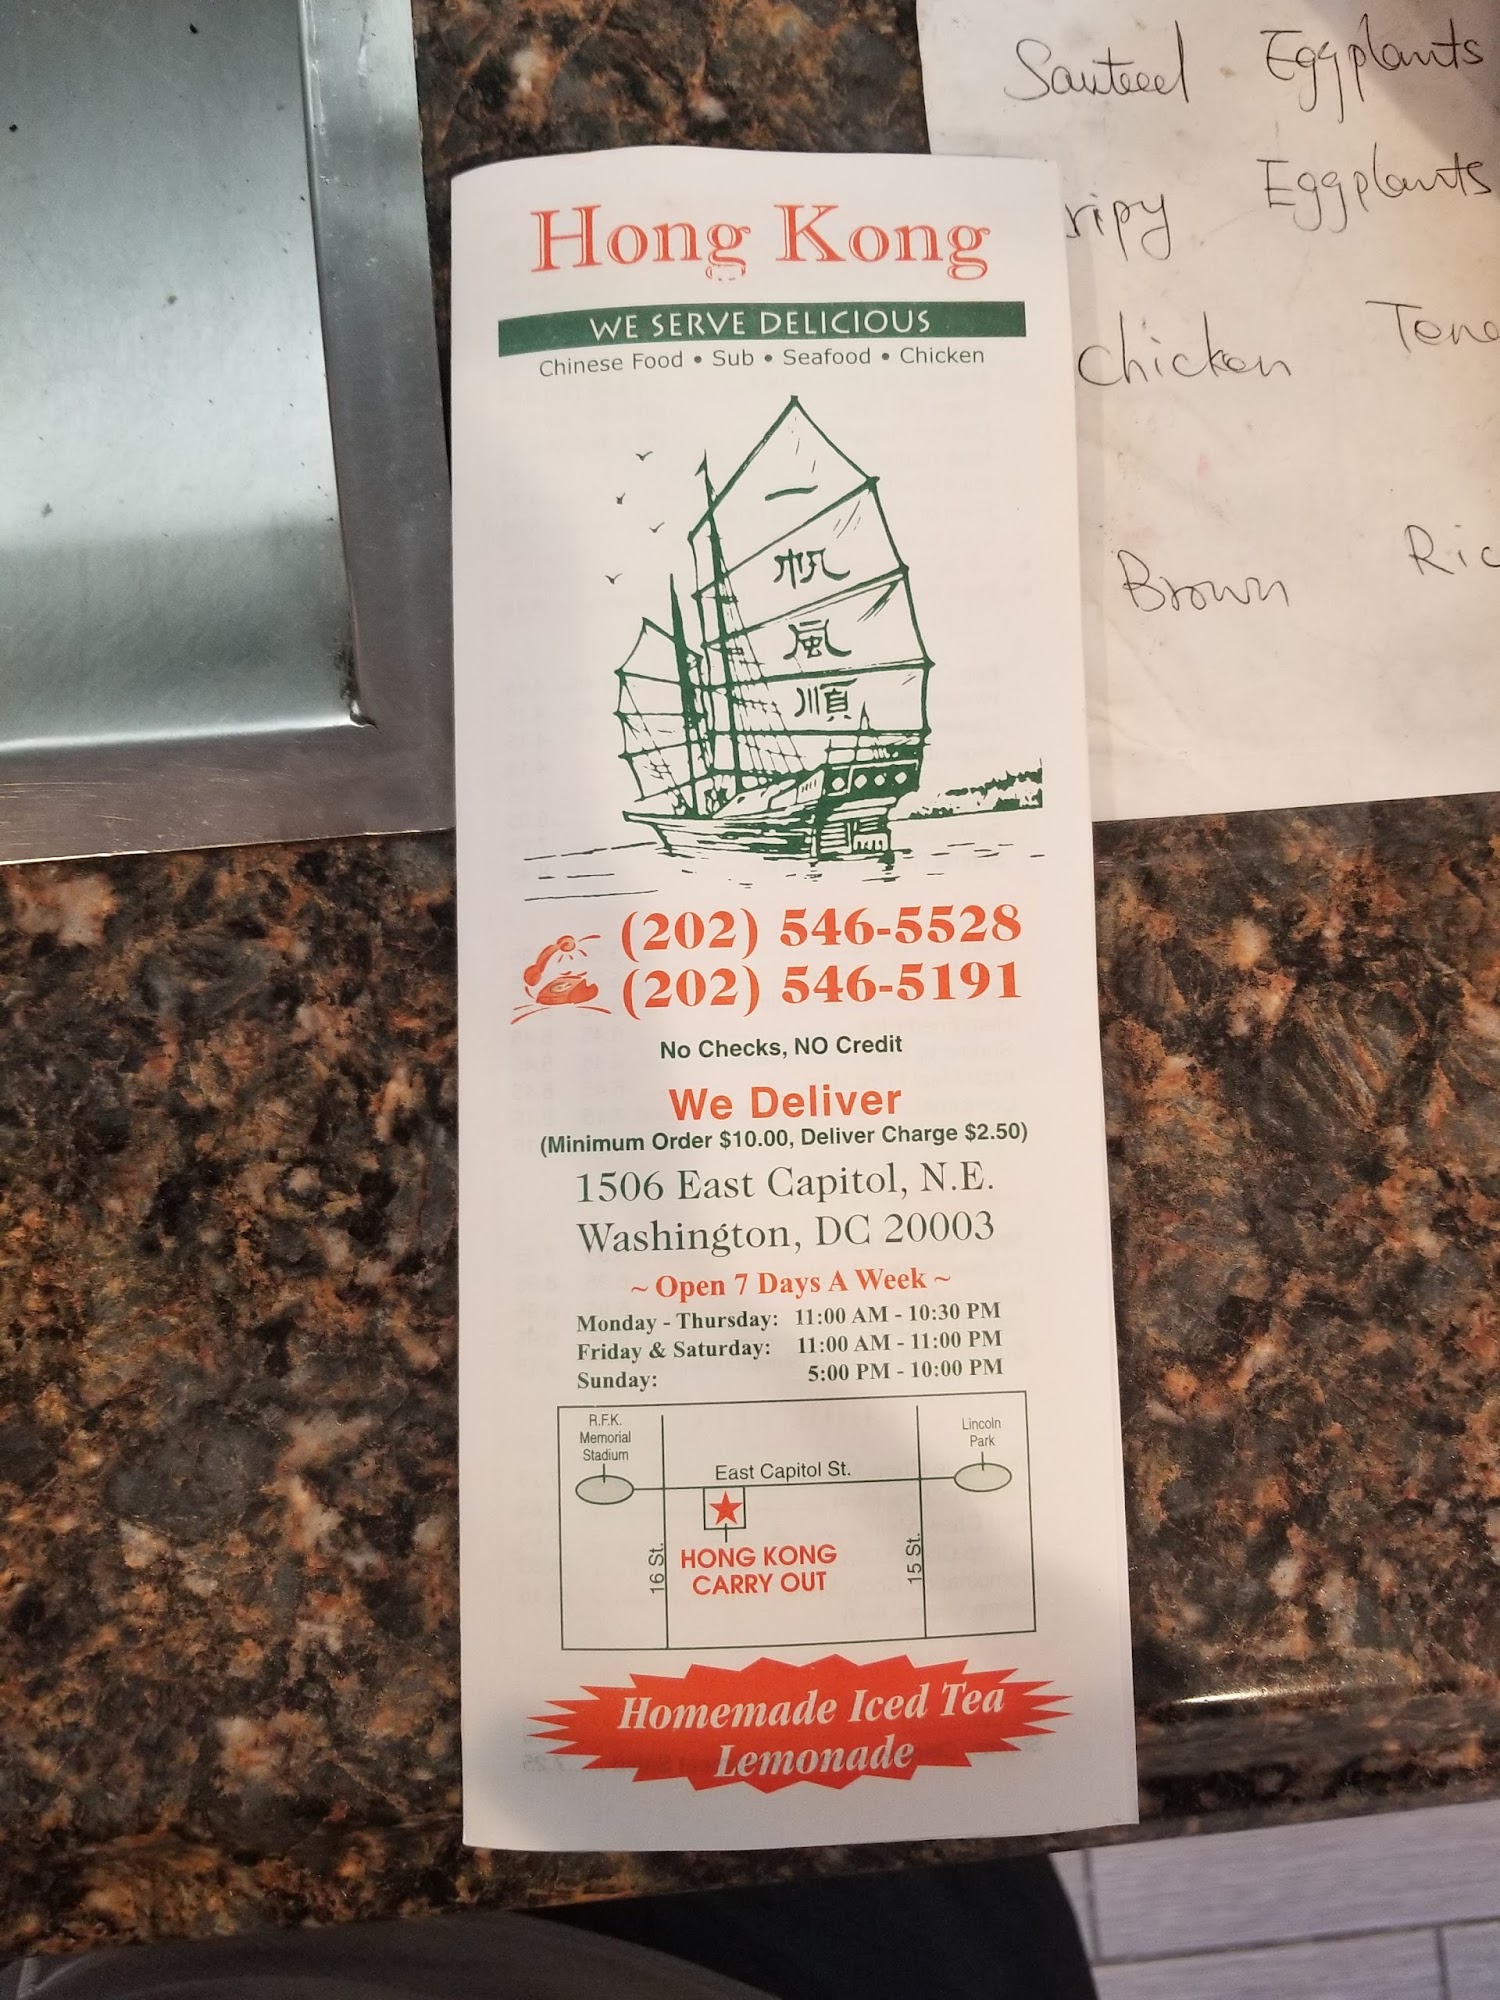 Hong Kong
WE SERVE DELICIOUS
Chinese Food • Sub • Seafood • Chicken
一
帆
風
順
(202) 546-5528
(202) 546-5191
No Checks, NO Credit
We Deliver
(Minimum Order $10.00, Deliver Charge $2.50)
1506 East Capitol, N.E.
Washington, DC 20003
~ Open 7 Days A Week ~
Monday - Thursday: 11:00 AM - 10:30 PM
Friday & Saturday: 11:00 AM - 11:00 PM
Sunday: 5:00 PM - 10:00 PM
R.F.K.
Memorial
Stadium
Lincoln
Park
East Capitol St.
16 St.
15 St.
HONG KONG
CARRY OUT
Homemade Iced Tea
Lemonade
Sauteed Eggplants
ripy Eggplants
Chicken Tend
Brown Ric